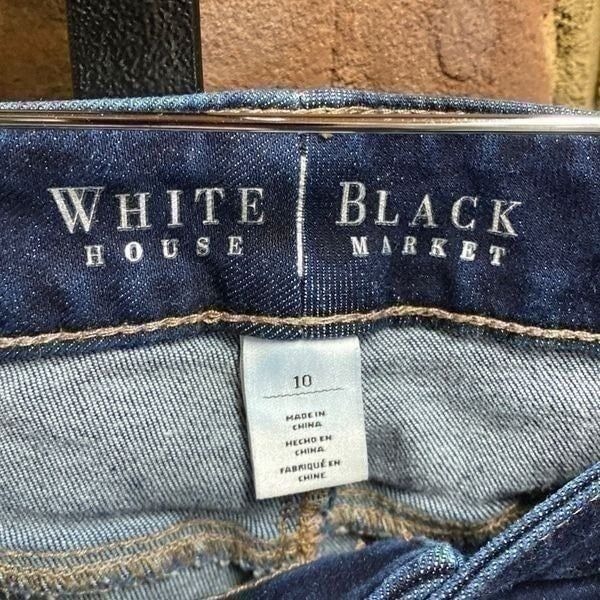 WHITE | BLACK
HOUSE | MARKET
10
MADE IN
CHINA
HECHO EN
CHINA
FABRIQUÉ EN
CHINE